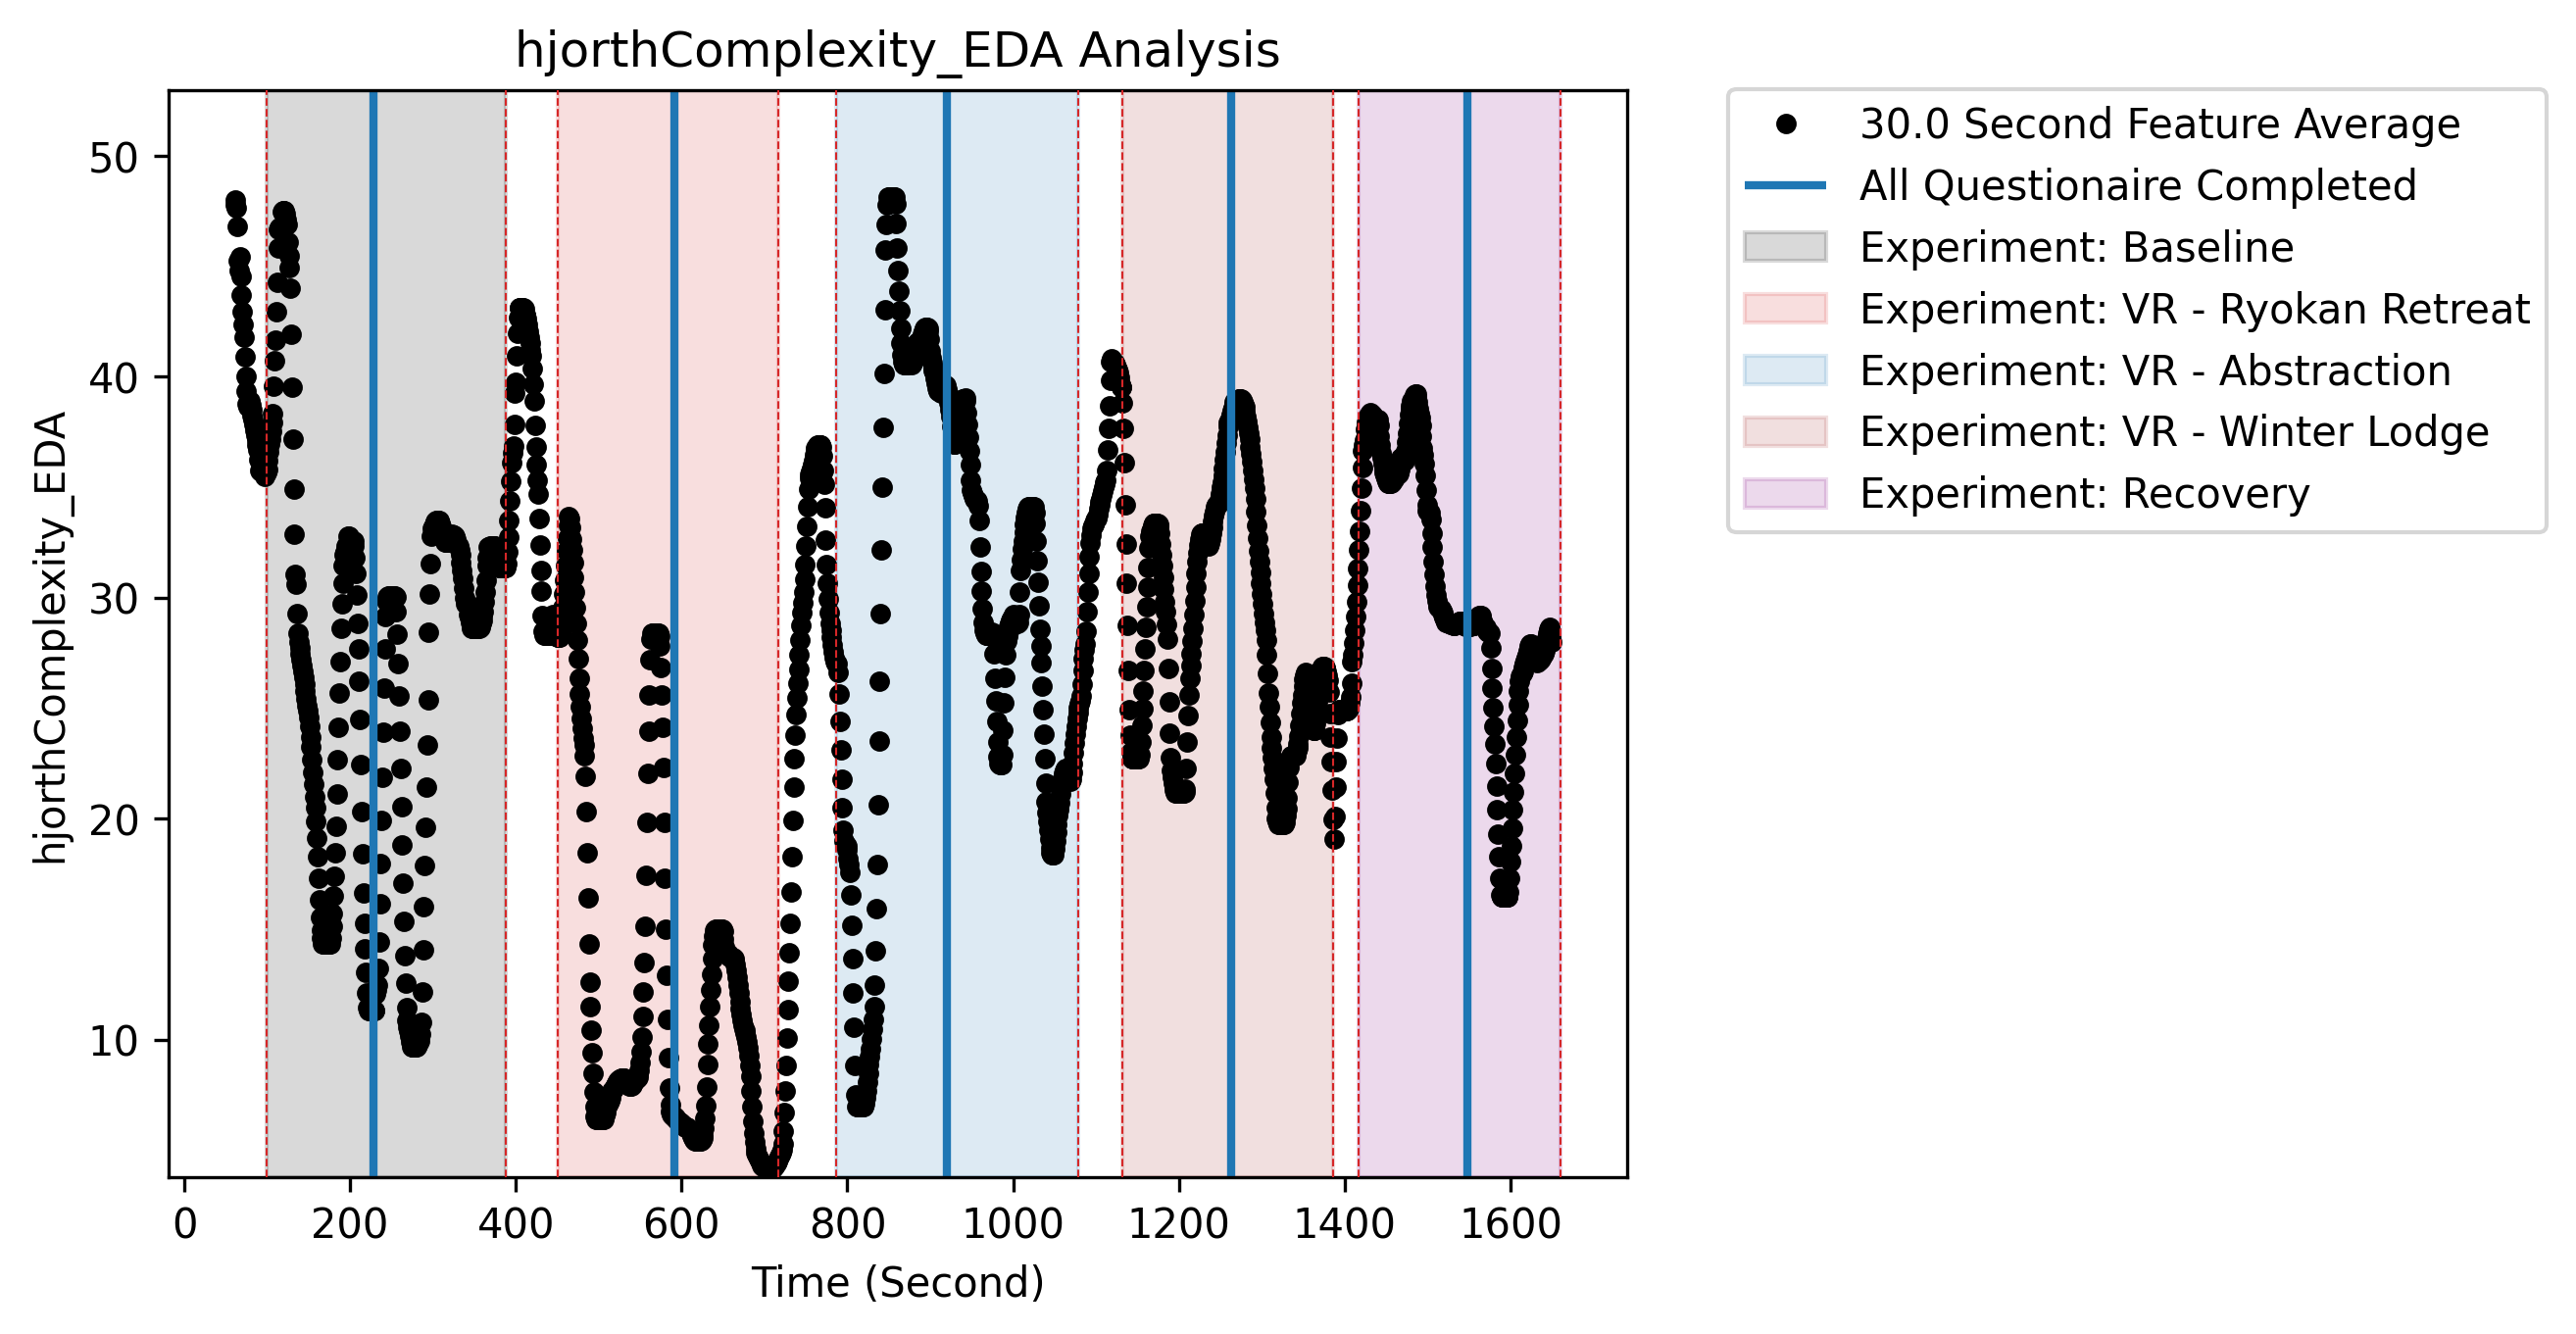 hjorthComplexity_EDA Analysis
50
40
30
20
10
hjorthComplexity_EDA
0 200 400 600 800 1000 1200 1400 1600
Time (Second)
30.0 Second Feature Average
All Questionaire Completed
Experiment: Baseline
Experiment: VR - Ryokan Retreat
Experiment: VR - Abstraction
Experiment: VR - Winter Lodge
Experiment: Recovery